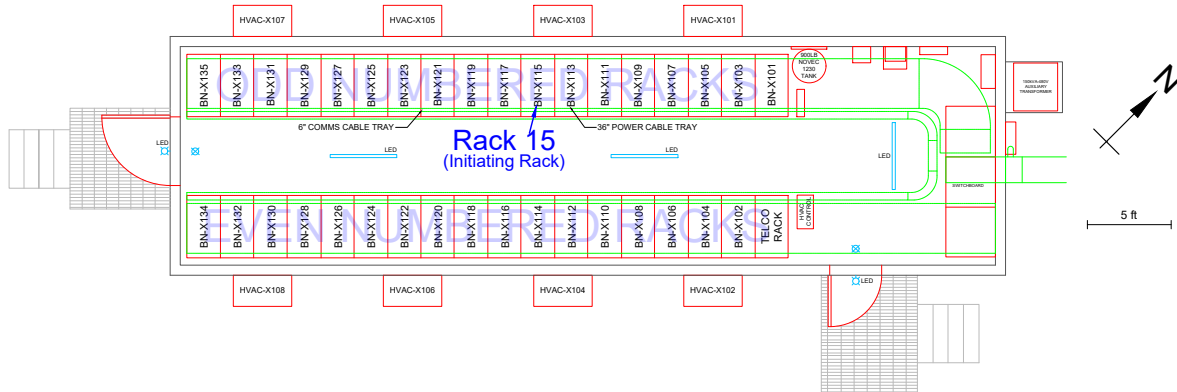 HVAC-X107
HVAC-X105
HVAC-X103
HVAC-X101
ODD NUMBERED RACKS
BN-X135
BN-X133
BN-X131
BN-X129
BN-X127
BN-X125
BN-X123
BN-X121
BN-X119
BN-X117
BN-X115
BN-X113
BN-X111
BN-X109
BN-X107
BN-X105
BN-X103
BN-X101
900LB
NOVEC
1230
TANK
100kVA-480V
AUXILIARY
TRANSFORMER
N
6" COMMS CABLE TRAY
36" POWER CABLE TRAY
Rack 15
(Initiating Rack)
LED
LED
LED
LED
SWITCHBOARD
5 ft
EVEN NUMBERED RACKS
BN-X134
BN-X132
BN-X130
BN-X128
BN-X126
BN-X124
BN-X122
BN-X120
BN-X118
BN-X116
BN-X114
BN-X112
BN-X110
BN-X108
BN-X106
BN-X104
BN-X102
TELCO
RACK
HVAC
CONTROL
LED
HVAC-X108
HVAC-X106
HVAC-X104
HVAC-X102